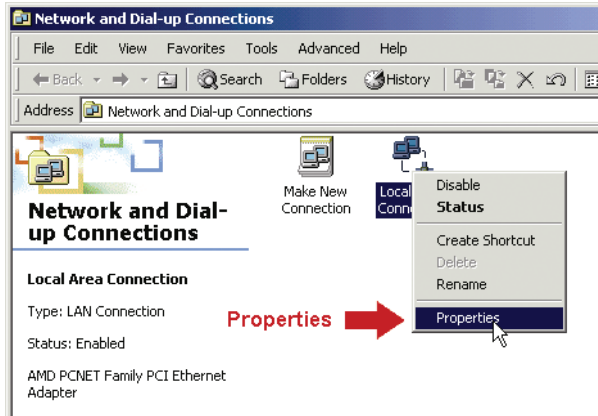 Network and Dial-up Connections
File Edit View Favorites Tools Advanced Help
Back Search Folders History
Address Network and Dial-up Connections
Make New
Connection
Local
Conn
Network and Dial-
up Connections
Local Area Connection
Type: LAN Connection
Status: Enabled
AMD PCNET Family PCI Ethernet
Adapter
Disable
Status
Create Shortcut
Delete
Rename
Properties
Properties